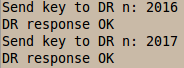 Send key to DR n: 2016
DR response OK
Send key to DR n: 2017
DR response OK